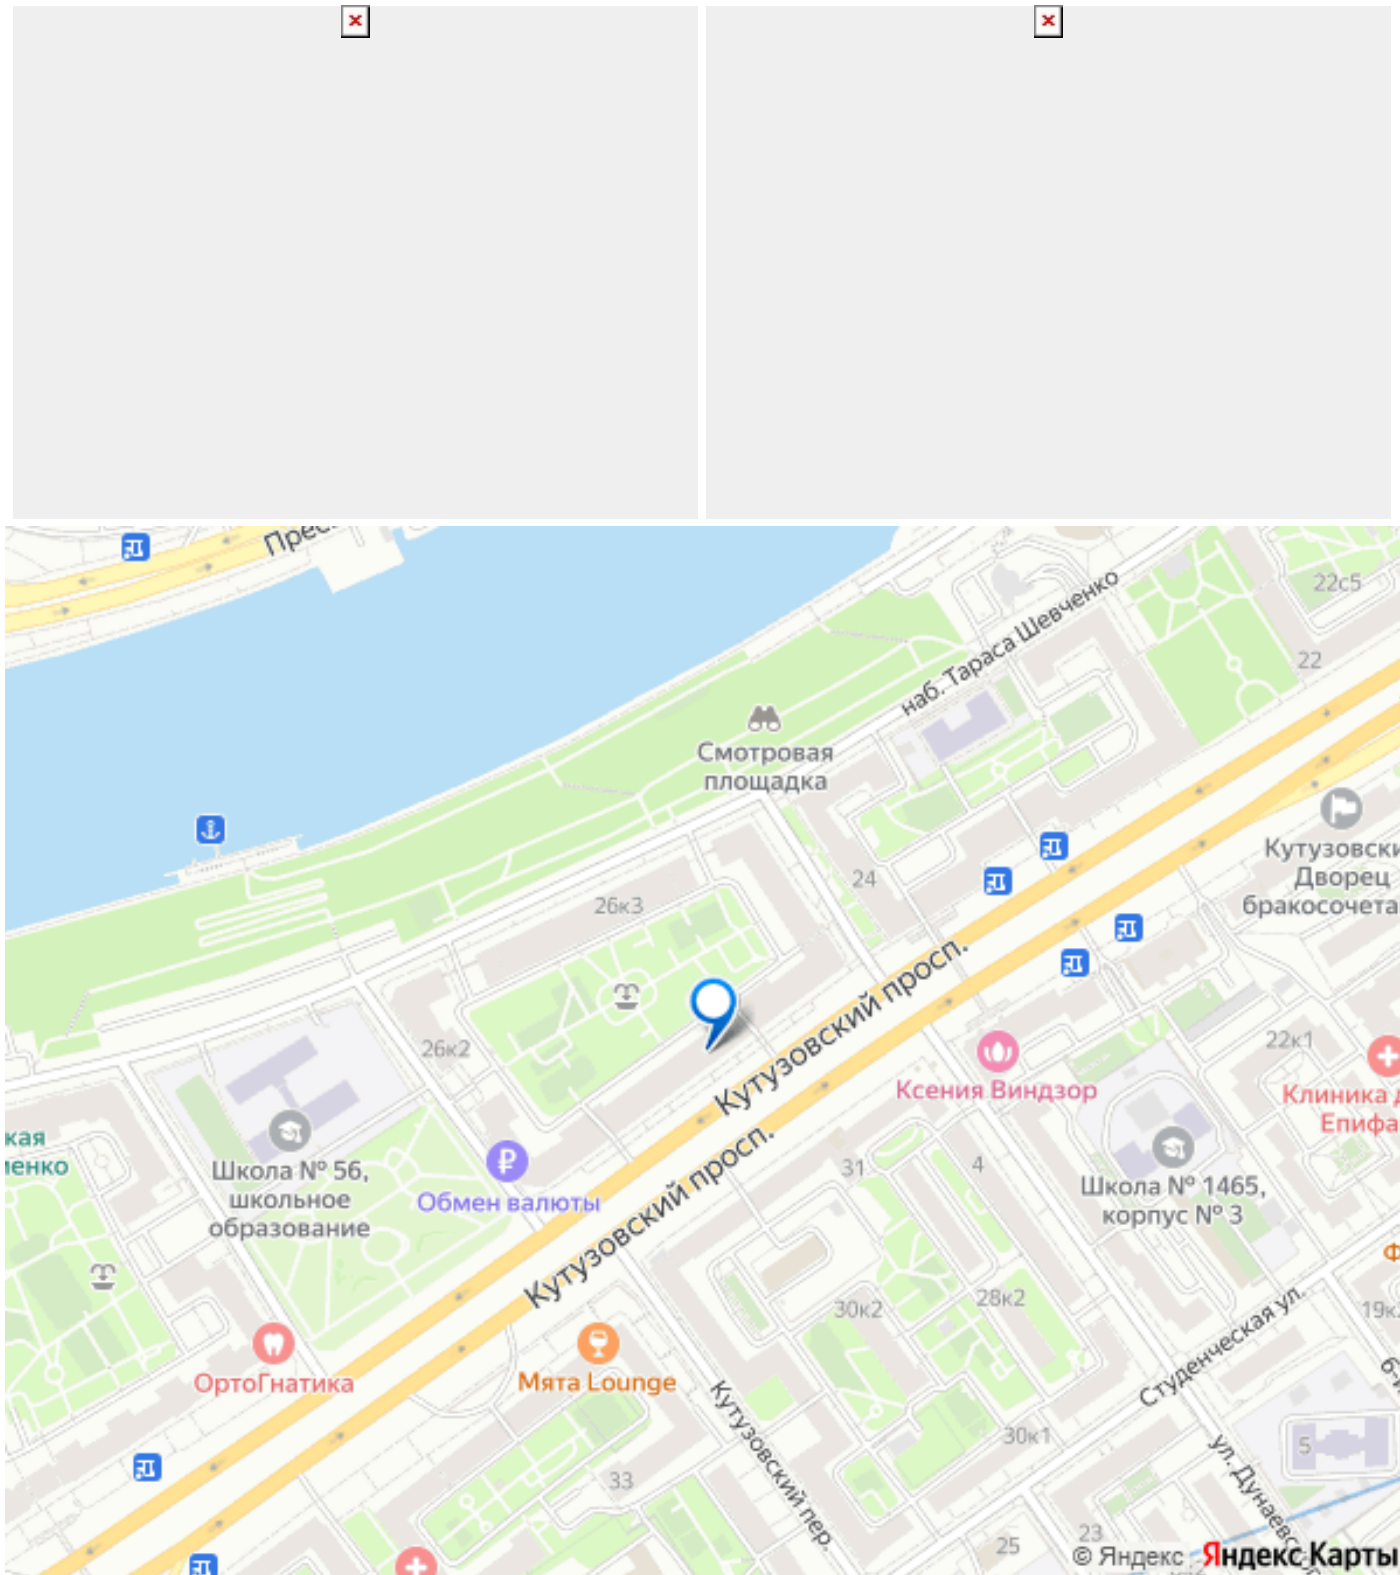 Прес
наб. Тараса Шевченко
22с5
22
Смотровая
площадка
Кутузовски
Дворец
бракосочета
24
26к3
Кутузовский просп.
26к2
22к1
Ксения Виндзор
Клиника д
Епифа
кая
енко
Школа № 56,
школьное
образование
Обмен валюты
31
4
Школа № 1465,
корпус № 3
Кутузовский просп.
30к2
28к2
Студенческая ул.
19к
ОртоГнатика
Мята Lounge
Кутузовский пер.
30к1
5
33
ул. Дунаевс
25
23
© Яндекс
Яндекс Карты